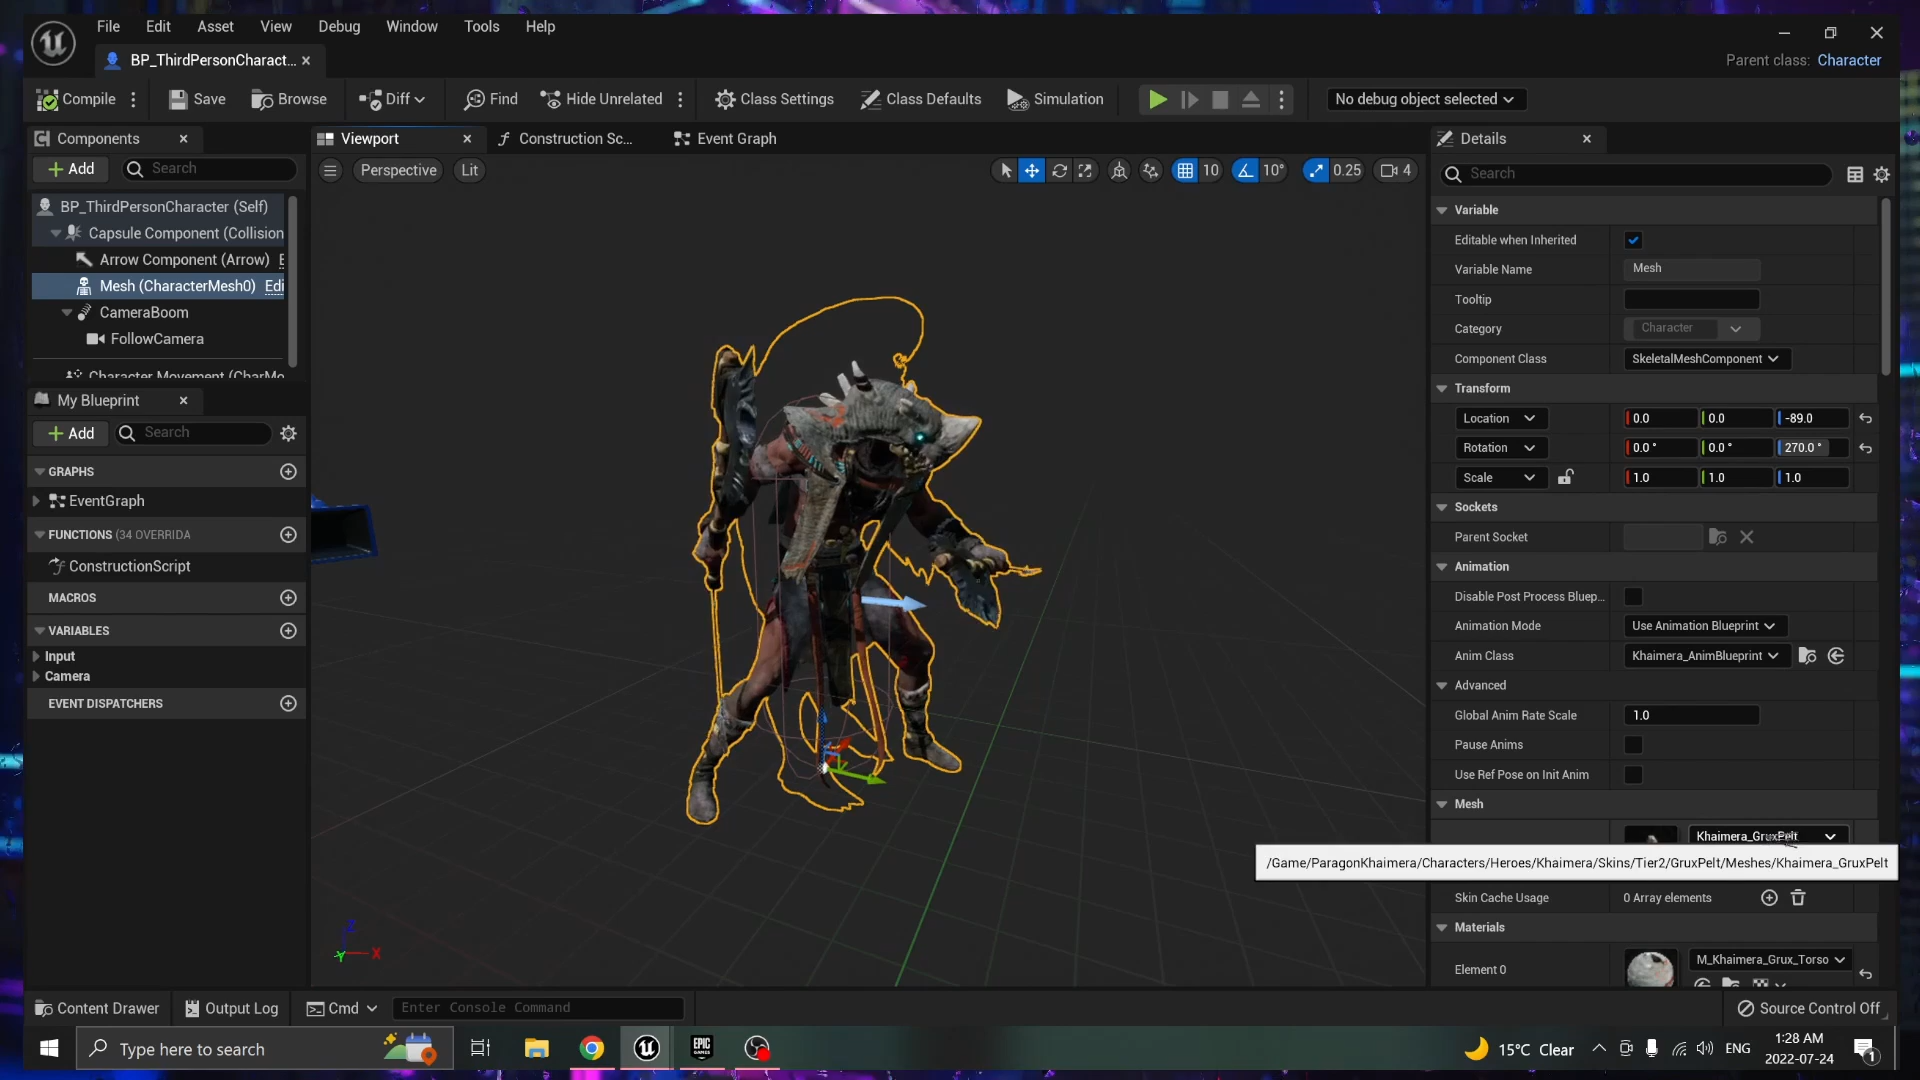 File Edit Asset View Debug Window Tools Help
BP_ThirdPersonCharact...
Parent class: Character
Compile Save Browse Diff Find Hide Unrelated Class Settings Class Defaults Simulation No debug object selected
Components
Add Search
BP_ThirdPersonCharacter (Self)
Capsule Component (Collision
Arrow Component (Arrow) E
Mesh (CharacterMesh0) Edi
CameraBoom
FollowCamera
Character Movement (CharMo
My Blueprint
Add Search
GRAPHS
EventGraph
FUNCTIONS (34 OVERRIDA
ConstructionScript
MACROS
VARIABLES
Input
Camera
EVENT DISPATCHERS
Viewport Construction Sc... Event Graph
Perspective Lit 10 10° 0.25 4
Z
X
Y
Details
Search
Variable
Editable when Inherited
Variable Name Mesh
Tooltip
Category Character
Component Class SkeletalMeshComponent
Transform
Location 0.0 0.0 -89.0
Rotation 0.0 ° 0.0 ° 270.0 °
Scale 1.0 1.0 1.0
Sockets
Parent Socket
Animation
Disable Post Process Bluep...
Animation Mode Use Animation Blueprint
Anim Class Khaimera_AnimBlueprint
Advanced
Global Anim Rate Scale 1.0
Pause Anims
Use Ref Pose on Init Anim
Mesh
Khaimera_GruxPelt
/Game/ParagonKhaimera/Characters/Heroes/Khaimera/Skins/Tier2/GruxPelt/Meshes/Khaimera_GruxPelt
Skin Cache Usage 0 Array elements
Materials
Element 0 M_Khaimera_Grux_Torso
Content Drawer Output Log Cmd Enter Console Command Source Control Off
Type here to search
EPIC GAMES
15°C Clear ENG
1:28 AM
2022-07-24
1